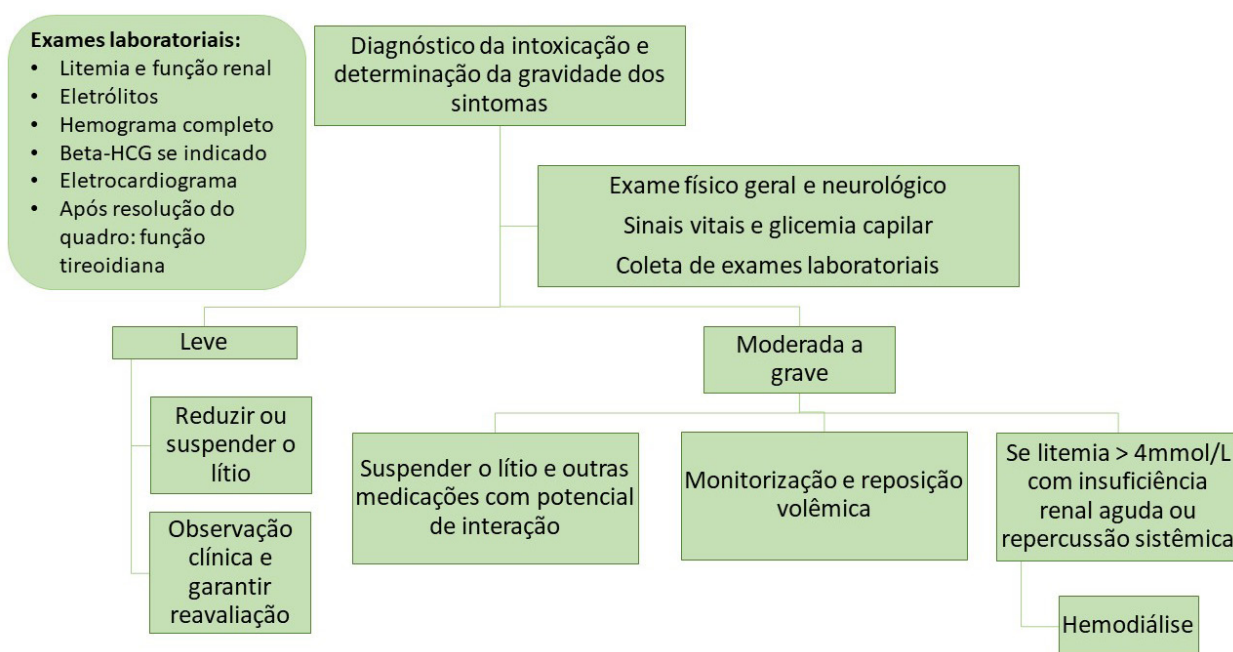 Exames laboratoriais:
• Litemia e função renal
• Eletrólitos
• Hemograma completo
• Beta-HCG se indicado
• Eletrocardiograma
• Após resolução do
quadro: função
tireoidiana
Diagnóstico da intoxicação e
determinação da gravidade dos
sintomas
Exame físico geral e neurológico
Sinais vitais e glicemia capilar
Coleta de exames laboratoriais
Leve
Reduzir ou
suspender o
lítio
Observação
clínica e
garantir
reavaliação
Moderada a
grave
Suspender o lítio e outras
medicações com potencial
de interação
Monitorização e reposição
volêmica
Se litemia > 4mmol/L
com insuficiência
renal aguda ou
repercussão sistêmica
Hemodiálise